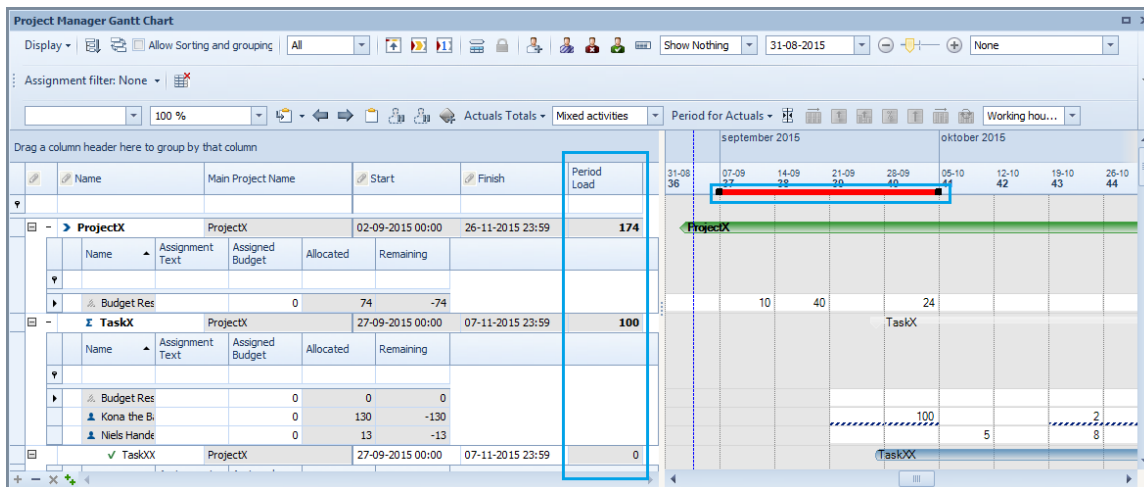 Project Manager Gantt Chart
Display Allow Sorting and grouping All Show Nothing 31-08-2015 None
Assignment filter: None
100 % Actuals Totals Mixed activities Period for Actuals Working hou...
Drag a column header here to group by that column
september 2015 oktober 2015
Name Main Project Name Start Finish Period Load
31-08 07-09 14-09 21-09 28-09 05-10 12-10 19-10 26-10
36 37 38 39 40 41 42 43 44
ProjectX ProjectX 02-09-2015 00:00 26-11-2015 23:59 174 ProjectX
Name Assignment Text Assigned Budget Allocated Remaining
Budget Res 0 74 -74 10 40 24
Σ TaskX ProjectX 27-09-2015 00:00 07-11-2015 23:59 100 TaskX
Name Assignment Text Assigned Budget Allocated Remaining
Budget Res 0 0 0
Kona the Ba 0 130 -130 100 2
Niels Hande 0 13 -13 5 8
TaskXX ProjectX 27-09-2015 00:00 07-11-2015 23:59 0 TaskXX